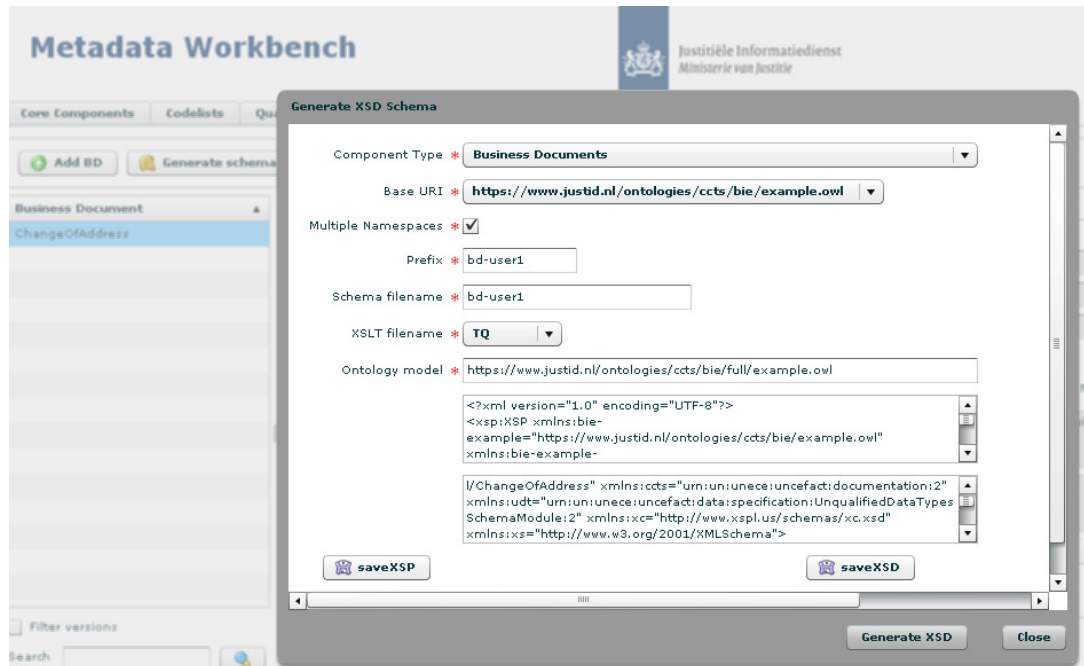 Metadata Workbench
Justitiële Informatiedienst
Ministerie van Justitie
Core Components
Codelists
Add BD
Generate schema
Business Document
ChangeOfAddress
Filter versions
Search
Generate XSD Schema
Component Type * Business Documents
Base URI * https://www.justid.nl/ontologies/ccts/bie/example.owl
Multiple Namespaces *
Prefix * bd-user1
Schema filename * bd-user1
XSLT filename * TQ
Ontology model * https://www.justid.nl/ontologies/ccts/bie/full/example.owl
<?xml version="1.0" encoding="UTF-8"?>
<xsp:XSP xmlns:bie-
example="https://www.justid.nl/ontologies/ccts/bie/example.owl"
xmlns:bie-example-
l/ChangeOfAddress" xmlns:ccts="urn:un:unece:uncefact:documentation:2"
xmlns:udt="urn:un:unece:uncefact:data:specification:UnqualifiedDataTypes
SchemaModule:2" xmlns:xc="http://www.xspl.us/schemas/xc.xsd"
xmlns:xs="http://www.w3.org/2001/XMLSchema">
saveXSP
saveXSD
Generate XSD
Close